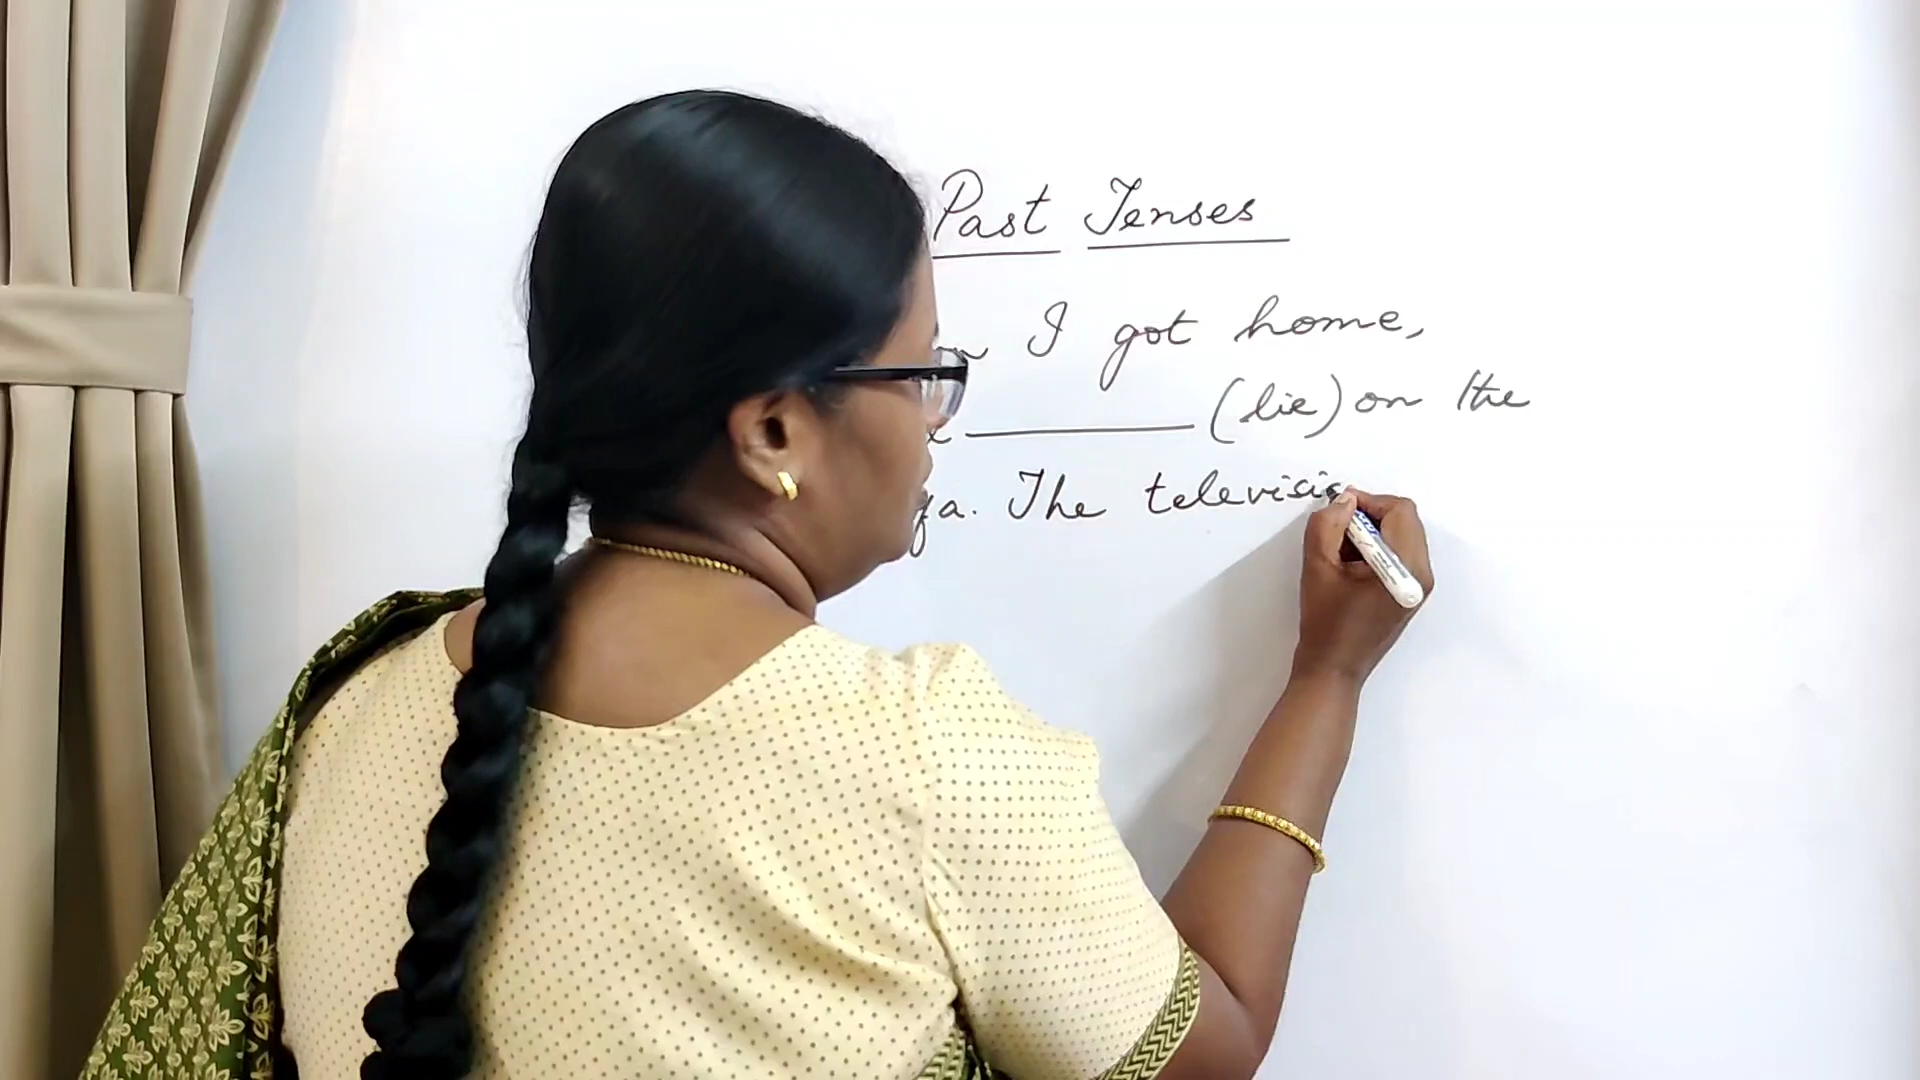 Past Tenses
I got home,
(lie) on the
The televisi